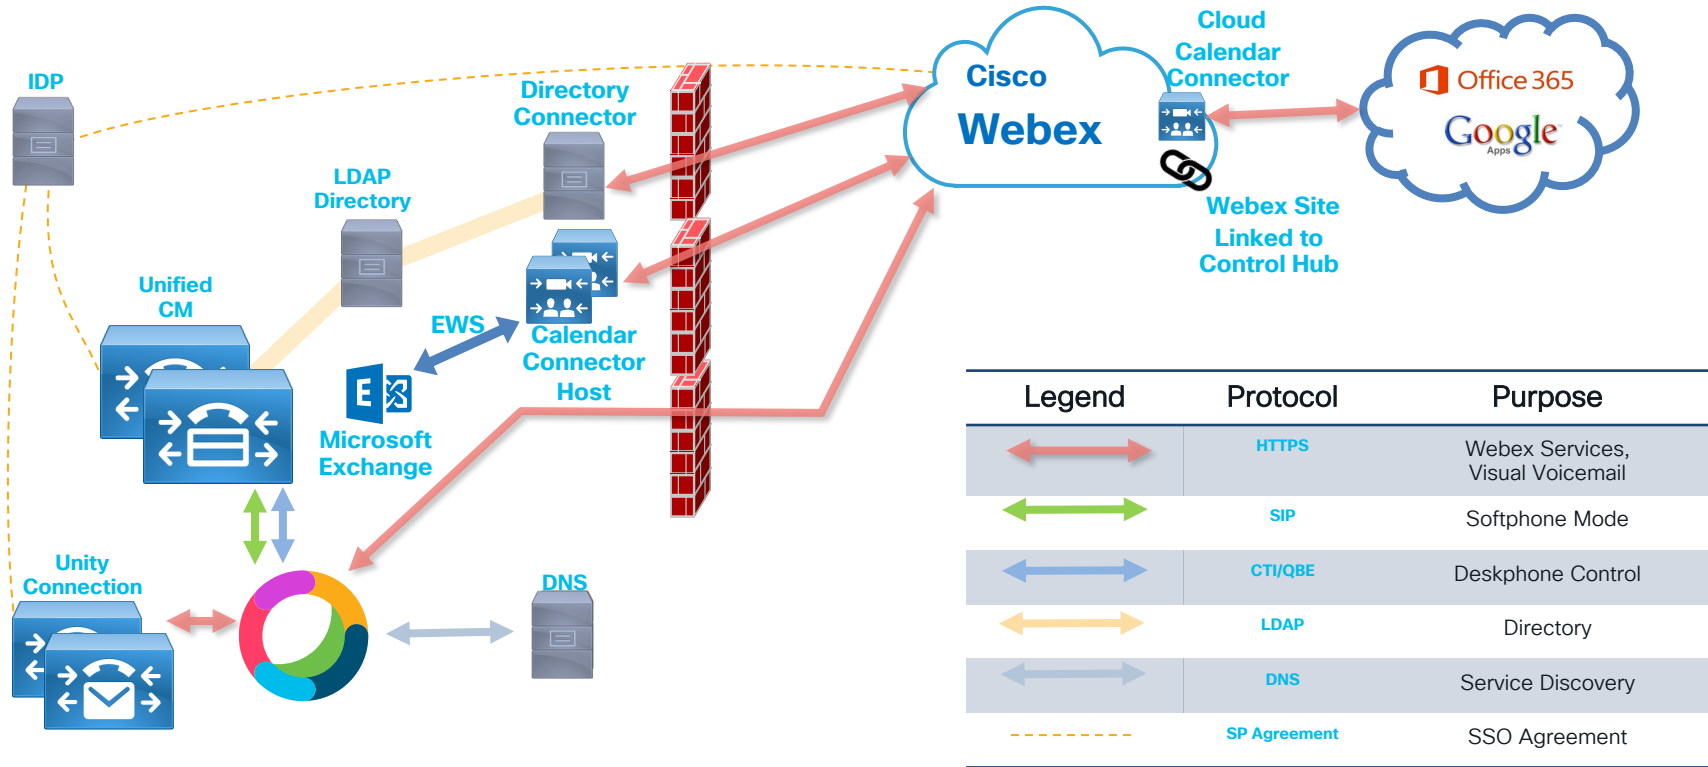 IDP
Directory
Connector
LDAP
Directory
Unified
CM
EWS
Calendar
Connector
Host
E
Microsoft
Exchange
Unity
Connection
DNS
Cisco
Webex
Cloud
Calendar
Connector
Office 365
Google
Apps
Webex Site
Linked to
Control Hub
Legend Protocol Purpose
HTTPS Webex Services,
Visual Voicemail
SIP Softphone Mode
CTI/QBE Deskphone Control
LDAP Directory
DNS Service Discovery
SP Agreement SSO Agreement